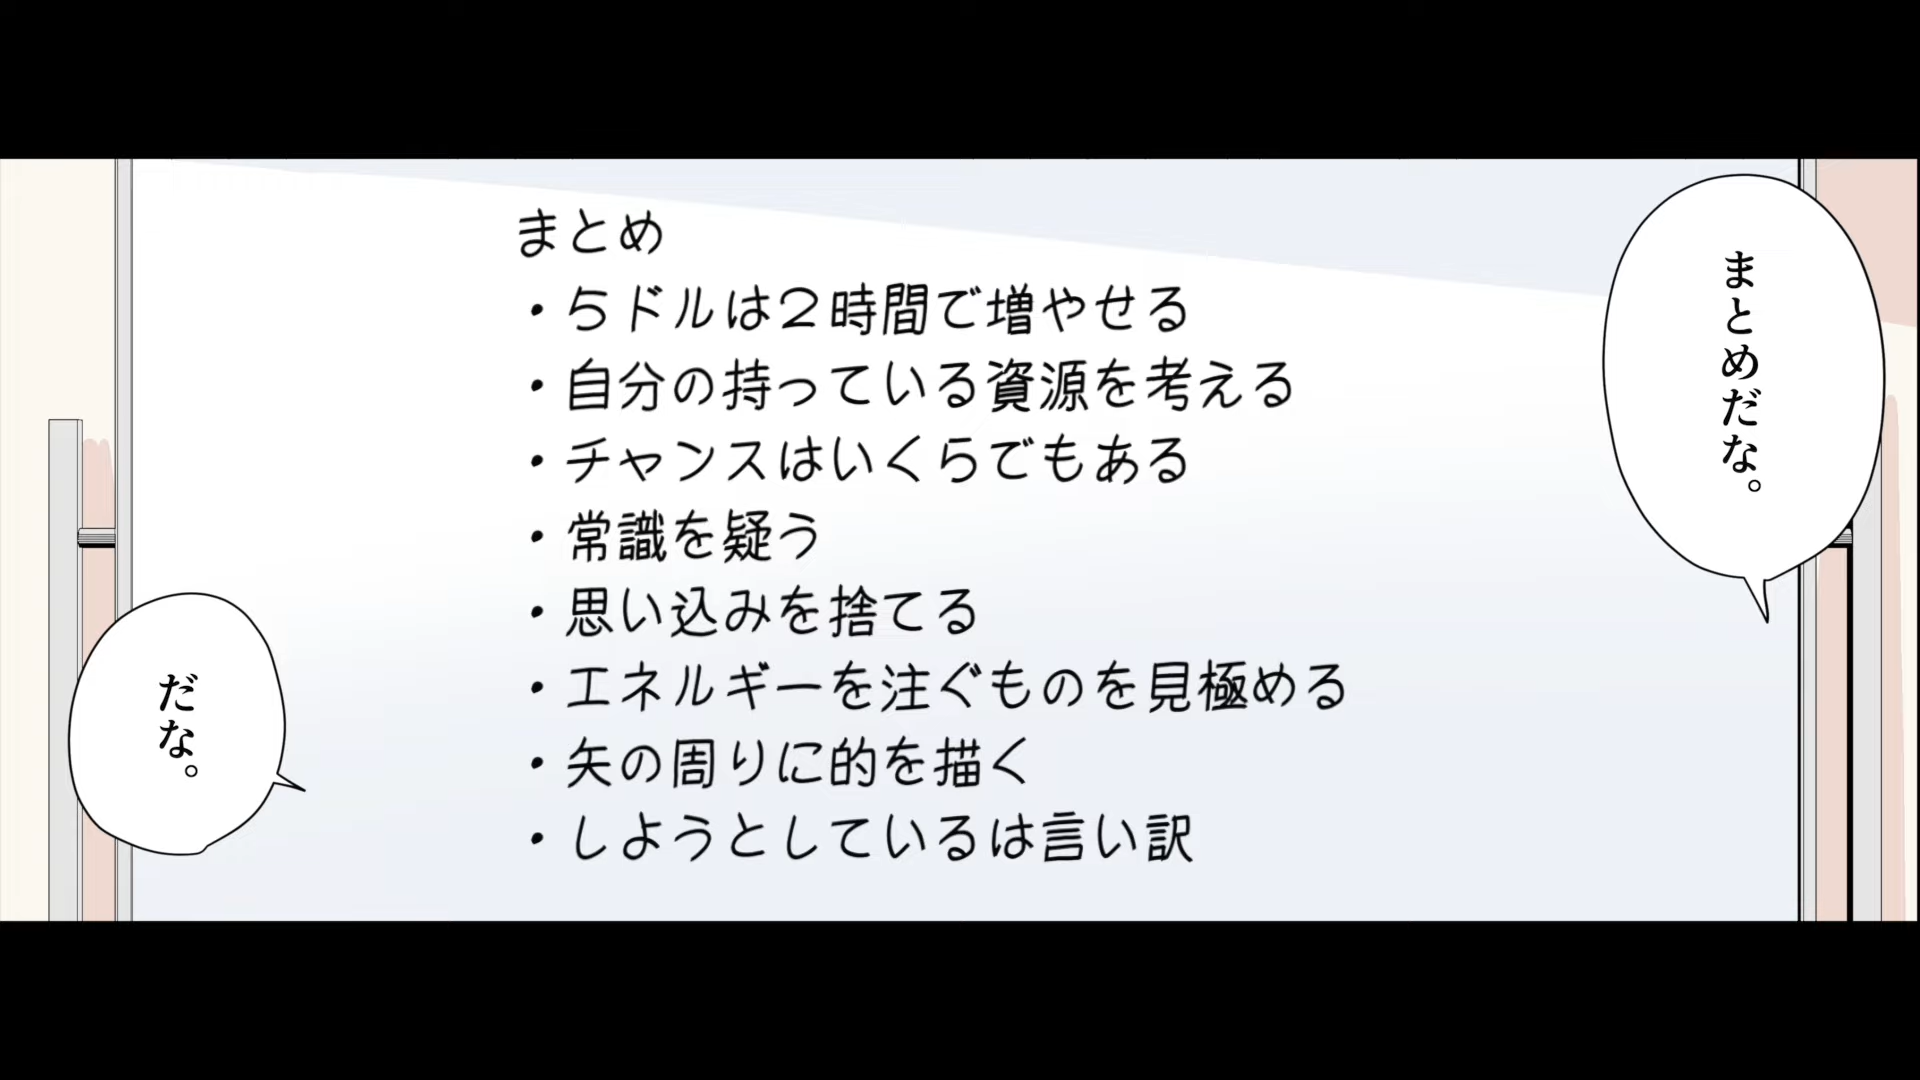 まとめだな。
まとめ
・５ドルは２時間で増やせる
・自分の持っている資源を考える
・チャンスはいくらでもある
・常識を疑う
・思い込みを捨てる
・エネルギーを注ぐものを見極める
・矢の周りに的を描く
・しようとしているは言い訳
だな。